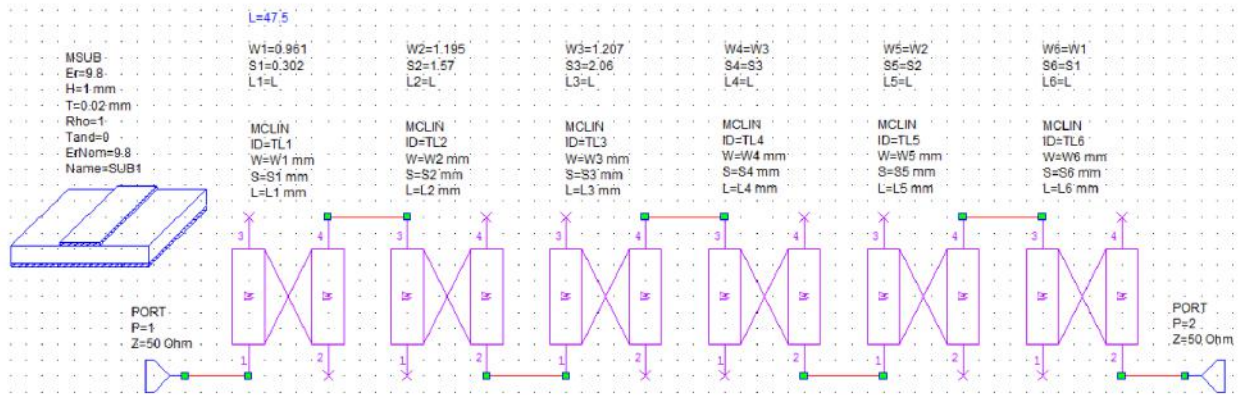 L=47.5
MSUB
Er=9.8
H=1 mm
T=0.02 mm
Rho=1
Tand=0
ErNom=9.8
Name=SUB1
W1=0.961
S1=0.302
L1=L
W2=1.195
S2=1.57
L2=L
W3=1.207
S3=2.06
L3=L
W4=W3
S4=S3
L4=L
W5=W2
S5=S2
L5=L
W6=W1
S6=S1
L6=L
MCLIN
ID=TL1
W=W1 mm
S=S1 mm
L=L1 mm
MCLIN
ID=TL2
W=W2 mm
S=S2 mm
L=L2 mm
MCLIN
ID=TL3
W=W3 mm
S=S3 mm
L=L3 mm
MCLIN
ID=TL4
W=W4 mm
S=S4 mm
L=L4 mm
MCLIN
ID=TL5
W=W5 mm
S=S5 mm
L=L5 mm
MCLIN
ID=TL6
W=W6 mm
S=S6 mm
L=L6 mm
3 4 3 4 3 4 3 4 3 4 3 4
W W W W W W W W W W W W
1 2 1 2 1 2 1 2 1 2 1 2
PORT
P=1
Z=50 Ohm
PORT
P=2
Z=50 Ohm